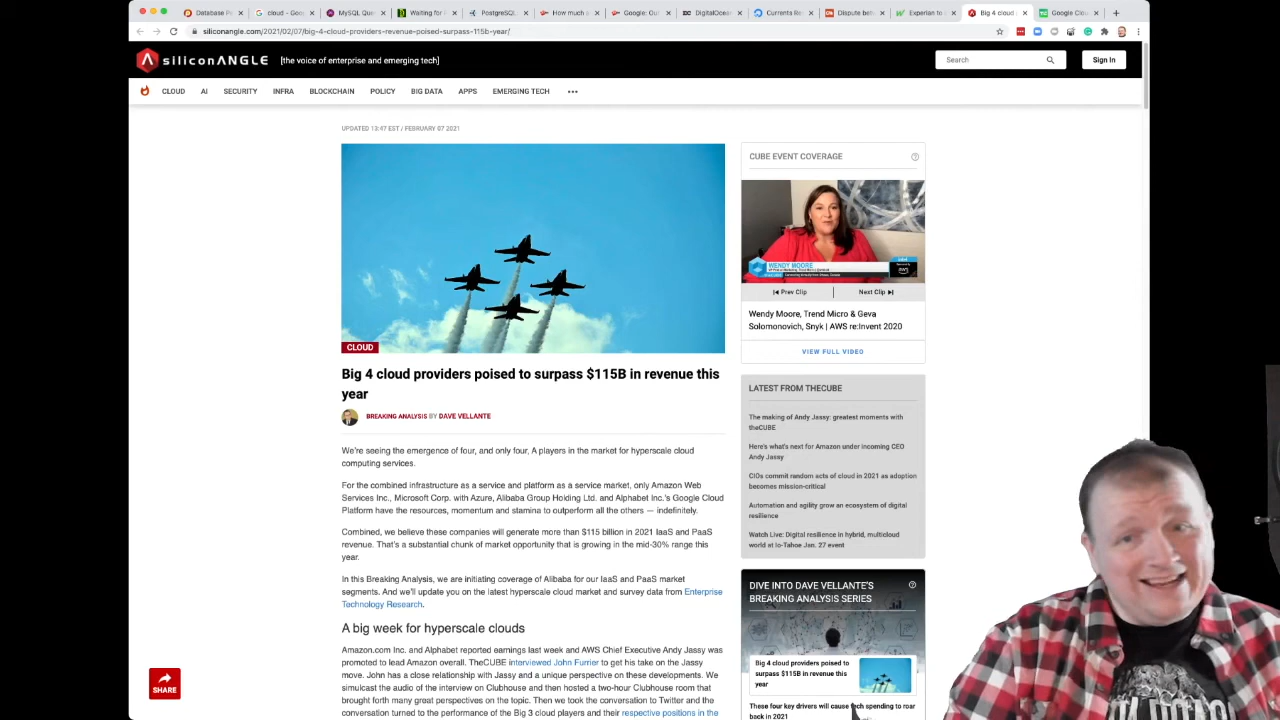 Database Po
cloud - Goo
MySQL Quer
Waiting for P
PostgreSQL
How much a
Google: Out
DigitalOcean
Currents Re
Dispute betw
Experian to
Big 4 cloud p
Google Clou
siliconangle.com/2021/02/07/big-4-cloud-providers-revenue-poised-surpass-115b-year/
siliconANGLE
[the voice of enterprise and emerging tech]
Search
Sign In
CLOUD AI SECURITY INFRA BLOCKCHAIN POLICY BIG DATA APPS EMERGING TECH •••
UPDATED 13:47 EST / FEBRUARY 07 2021
CLOUD
Big 4 cloud providers poised to surpass $115B in revenue this
year
BREAKING ANALYSIS BY DAVE VELLANTE
We're seeing the emergence of four, and only four, A players in the market for hyperscale cloud
computing services.
For the combined infrastructure as a service and platform as a service market, only Amazon Web
Services Inc., Microsoft Corp. with Azure, Alibaba Group Holding Ltd. and Alphabet Inc.'s Google Cloud
Platform have the resources, momentum and stamina to outperform all the others — indefinitely.
Combined, we believe these companies will generate more than $115 billion in 2021 IaaS and PaaS
revenue. That's a substantial chunk of market opportunity that is growing in the mid-30% range this
year.
In this Breaking Analysis, we are initiating coverage of Alibaba for our IaaS and PaaS market
segments. And we'll update you on the latest hyperscale cloud market and survey data from Enterprise
Technology Research.
A big week for hyperscale clouds
Amazon.com Inc. and Alphabet reported earnings last week and AWS Chief Executive Andy Jassy was
promoted to lead Amazon overall. TheCUBE interviewed John Furrier to get his take on the Jassy
move. John has a close relationship with Jassy and a unique perspective on these developments. We
simulcast the audio of the interview on Clubhouse and then hosted a two-hour Clubhouse room that
brought forth many great perspectives on the topic. Then we took the conversation to Twitter and the
conversation turned to the performance of the Big 3 cloud players and their respective positions in the
SHARE
CUBE EVENT COVERAGE
WENDY MOORE
aws
Prev Clip
Next Clip
Wendy Moore, Trend Micro & Geva
Solomonovich, Snyk | AWS re:Invent 2020
VIEW FULL VIDEO
LATEST FROM THECUBE
The making of Andy Jassy: greatest moments with
theCUBE
Here's what's next for Amazon under incoming CEO
Andy Jassy
CIOs commit random acts of cloud in 2021 as adoption
becomes mission-critical
Automation and agility grow an ecosystem of digital
resilience
Watch Live: Digital resilience in hybrid, multicloud
world at Io-Tahoe Jan. 27 event
DIVE INTO DAVE VELLANTE'S
BREAKING ANALYSIS SERIES
Big 4 cloud providers poised to
surpass $115B in revenue this
year
These four key drivers will cause tech spending to roar
back in 2021